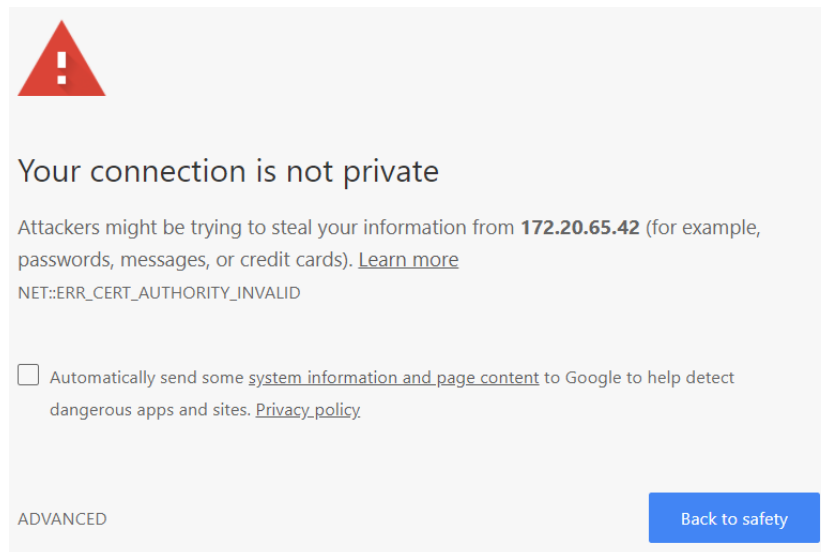 Your connection is not private
Attackers might be trying to steal your information from 172.20.65.42 (for example,
passwords, messages, or credit cards). Learn more
NET::ERR_CERT_AUTHORITY_INVALID
Automatically send some system information and page content to Google to help detect
dangerous apps and sites. Privacy policy
ADVANCED
Back to safety